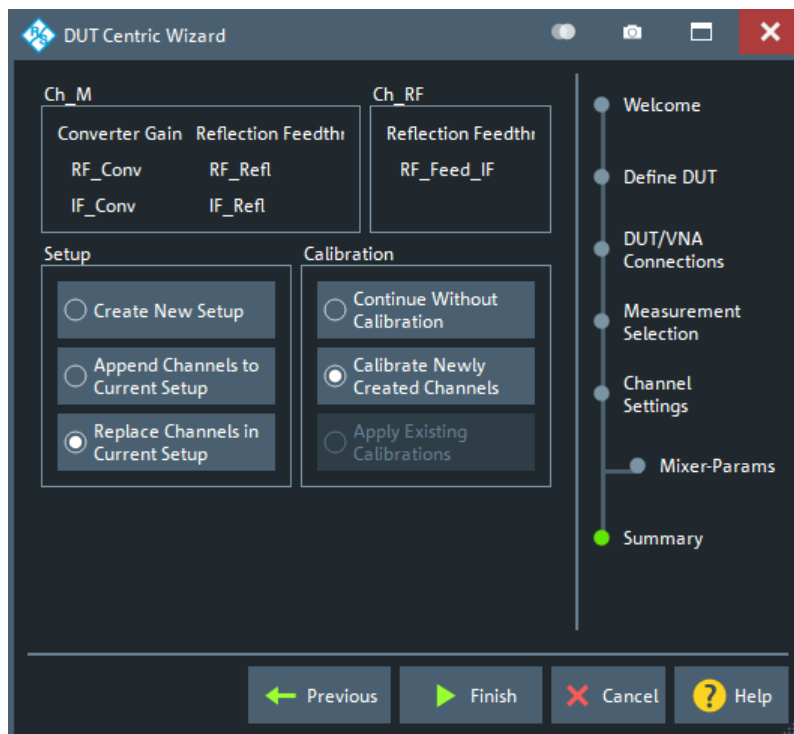 DUT Centric Wizard
Ch_M
Converter Gain Reflection Feedthr
RF_Conv RF_Refl
IF_Conv IF_Refl
Ch_RF
Reflection Feedthr
RF_Feed_IF
Setup
Create New Setup
Append Channels to
Current Setup
Replace Channels in
Current Setup
Calibration
Continue Without
Calibration
Calibrate Newly
Created Channels
Apply Existing
Calibrations
Welcome
Define DUT
DUT/VNA
Connections
Measurement
Selection
Channel
Settings
Mixer-Params
Summary
Previous
Finish
Cancel
? Help